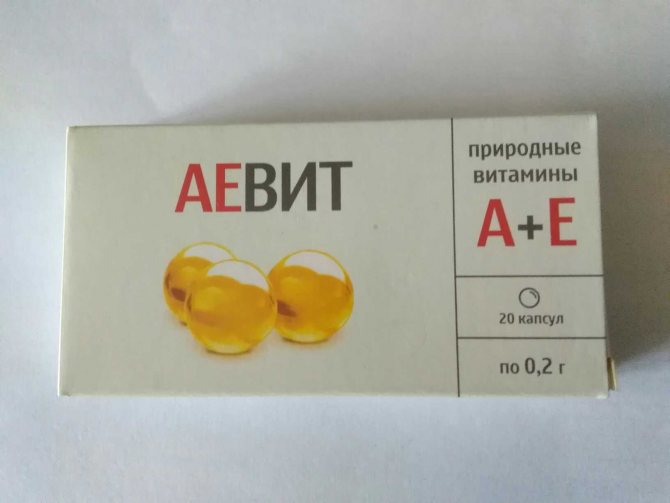 АЕВИТ
природные
витамины
А+Е
20 капсул
по 0,2 г